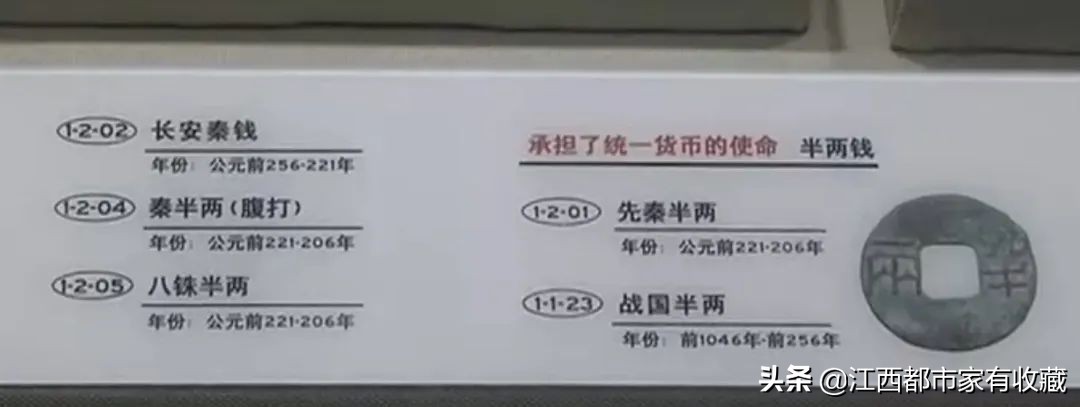 1-2-02 长安秦钱
年份：公元前256-221年
1-2-04 秦半两(腹打)
年份：公元前221-206年
1-2-05 八铢半两
年份：公元前221-206年
承担了统一货币的使命 半两钱
1-2-01 先秦半两
年份：公元前221-206年
1-1-23 战国半两
年份：前1046年-前256年
头条 @江西都市家有收藏